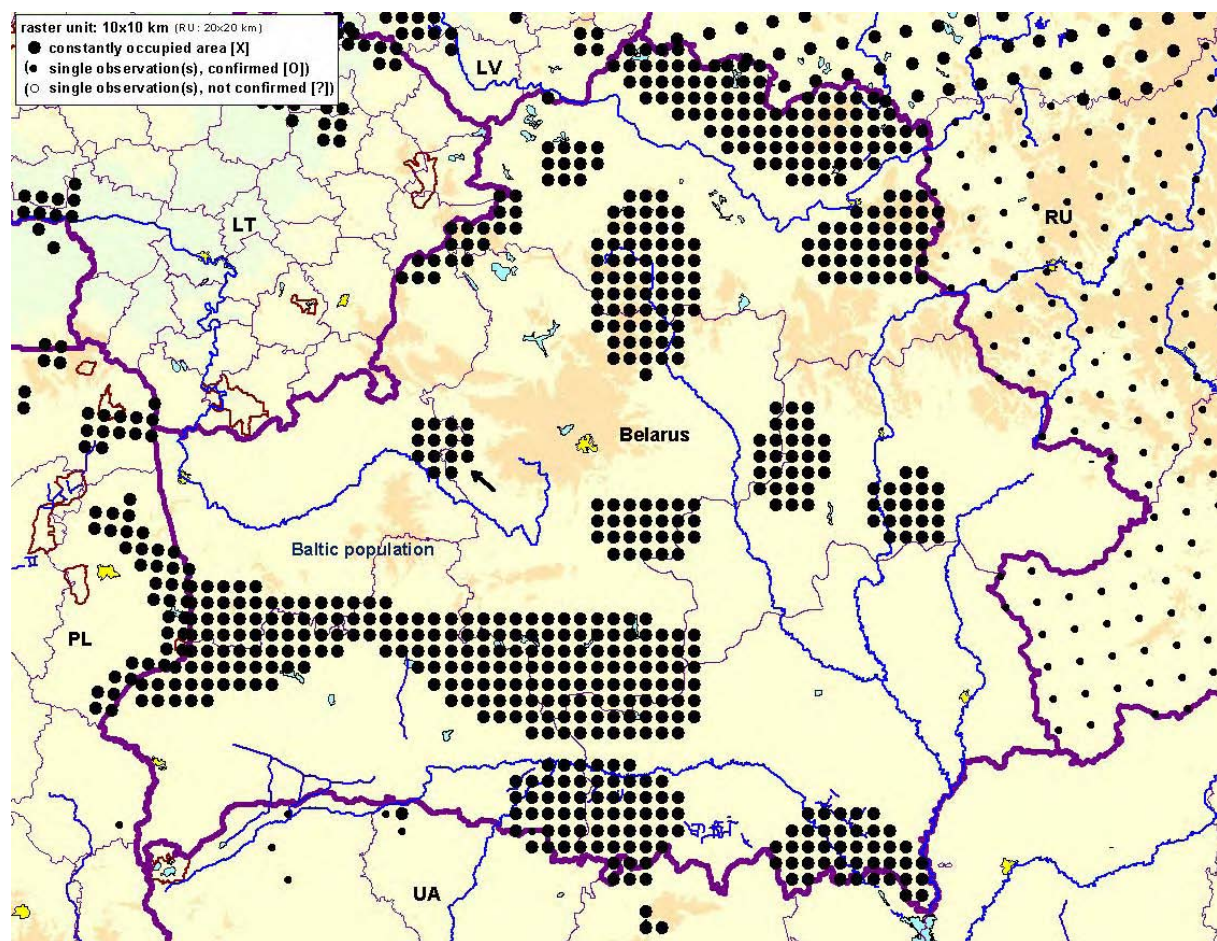 raster unit: 10x10 km (RU: 20x20 km)
constantly occupied area [X]
(● single observation(s), confirmed [O])
(○ single observation(s), not confirmed [?])
LV
LT
RU
Belarus
Baltic population
PL
UA